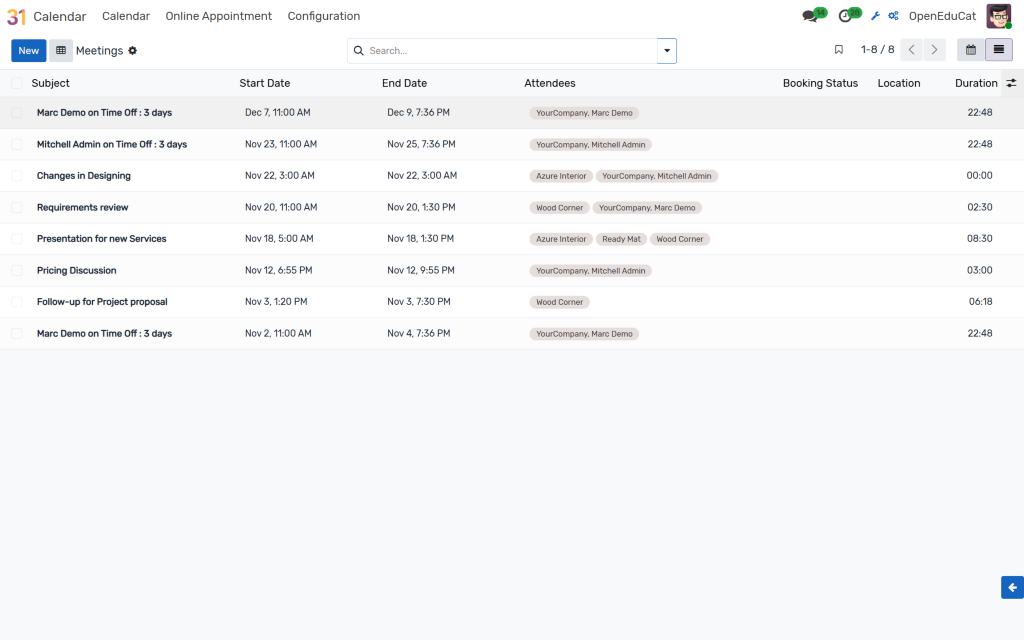 31 Calendar Calendar Online Appointment Configuration 14 28 OpenEduCat
New Meetings Search... 1-8 / 8
Subject Start Date End Date Attendees Booking Status Location Duration
Marc Demo on Time Off : 3 days Dec 7, 11:00 AM Dec 9, 7:36 PM YourCompany, Marc Demo 22:48
Mitchell Admin on Time Off : 3 days Nov 23, 11:00 AM Nov 25, 7:36 PM YourCompany, Mitchell Admin 22:48
Changes in Designing Nov 22, 3:00 AM Nov 22, 3:00 AM Azure Interior YourCompany, Mitchell Admin 00:00
Requirements review Nov 20, 11:00 AM Nov 20, 1:30 PM Wood Corner YourCompany, Marc Demo 02:30
Presentation for new Services Nov 18, 5:00 AM Nov 18, 1:30 PM Azure Interior Ready Mat Wood Corner 08:30
Pricing Discussion Nov 12, 6:55 PM Nov 12, 9:55 PM YourCompany, Mitchell Admin 03:00
Follow-up for Project proposal Nov 3, 1:20 PM Nov 3, 7:30 PM Wood Corner 06:18
Marc Demo on Time Off : 3 days Nov 2, 11:00 AM Nov 4, 7:36 PM YourCompany, Marc Demo 22:48